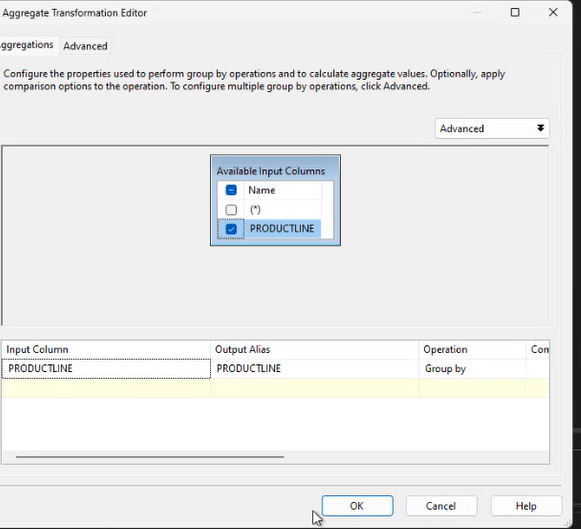 Aggregate Transformation Editor
ggregations Advanced
Configure the properties used to perform group by operations and to calculate aggregate values. Optionally, apply
comparison options to the operation. To configure multiple group by operations, click Advanced.
Advanced
Available Input Columns
Name
(*)
PRODUCTLINE
Input Column Output Alias Operation Com
PRODUCTLINE PRODUCTLINE Group by
OK Cancel Help